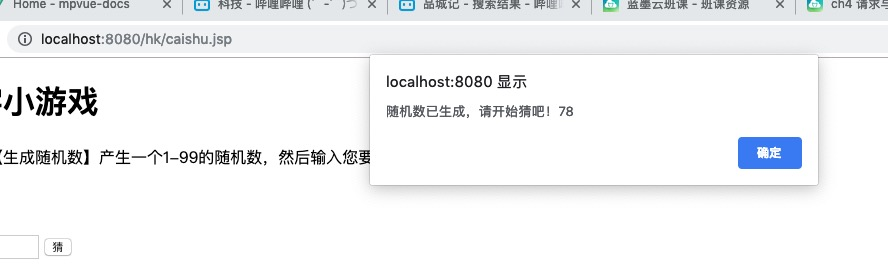 Home - mpvue-docs
科技 - 哔哩哔哩 (゜-゜)つ
品城记 - 搜索结果 - 哔哩
蓝墨云班课 - 班课资源
ch4 请求与
localhost:8080/hk/caishu.jsp
localhost:8080 显示
小游戏
随机数已生成，请开始猜吧！78
【生成随机数】产生一个1-99的随机数，然后输入您要
确定
猜